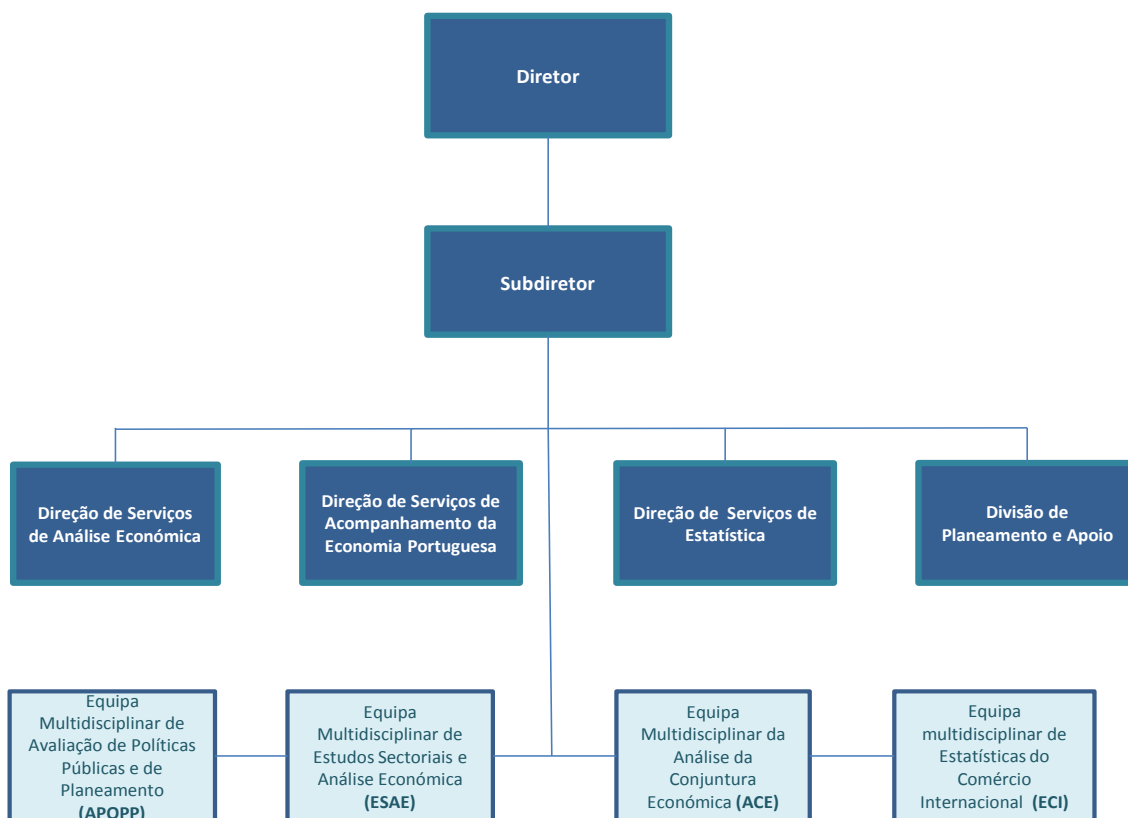 Diretor
Subdiretor
Direção de Serviços
de Análise Económica
Direção de Serviços de
Acompanhamento da
Economia Portuguesa
Direção de Serviços de
Estatística
Divisão de
Planeamento e Apoio
Equipa
Multidisciplinar de
Avaliação de Políticas
Públicas e de
Planeamento
(APOPP)
Equipa
Multidisciplinar de
Estudos Sectoriais e
Análise Económica
(ESAE)
Equipa
Multidisciplinar da
Análise da
Conjuntura
Económica (ACE)
Equipa
multidisciplinar de
Estatísticas do
Comércio
Internacional (ECI)